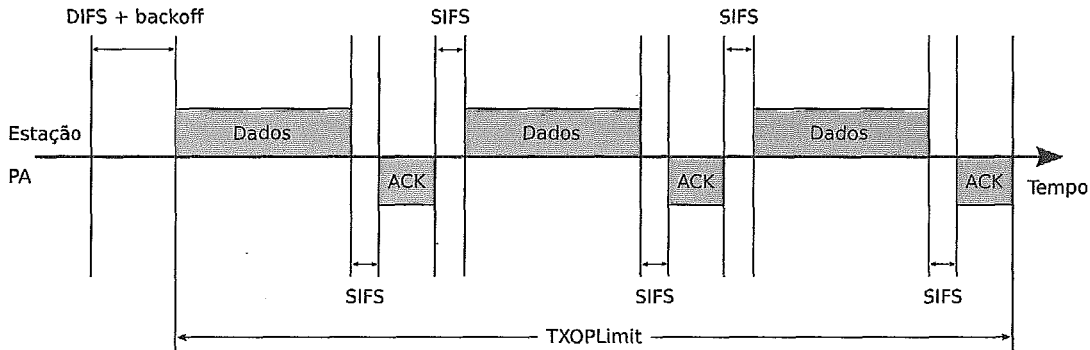 DIFS + backoff
SIFS
SIFS
Estação
Dados
Dados
Dados
PA
ACK
ACK
ACK
Tempo
SIFS
SIFS
SIFS
TXOPLimit